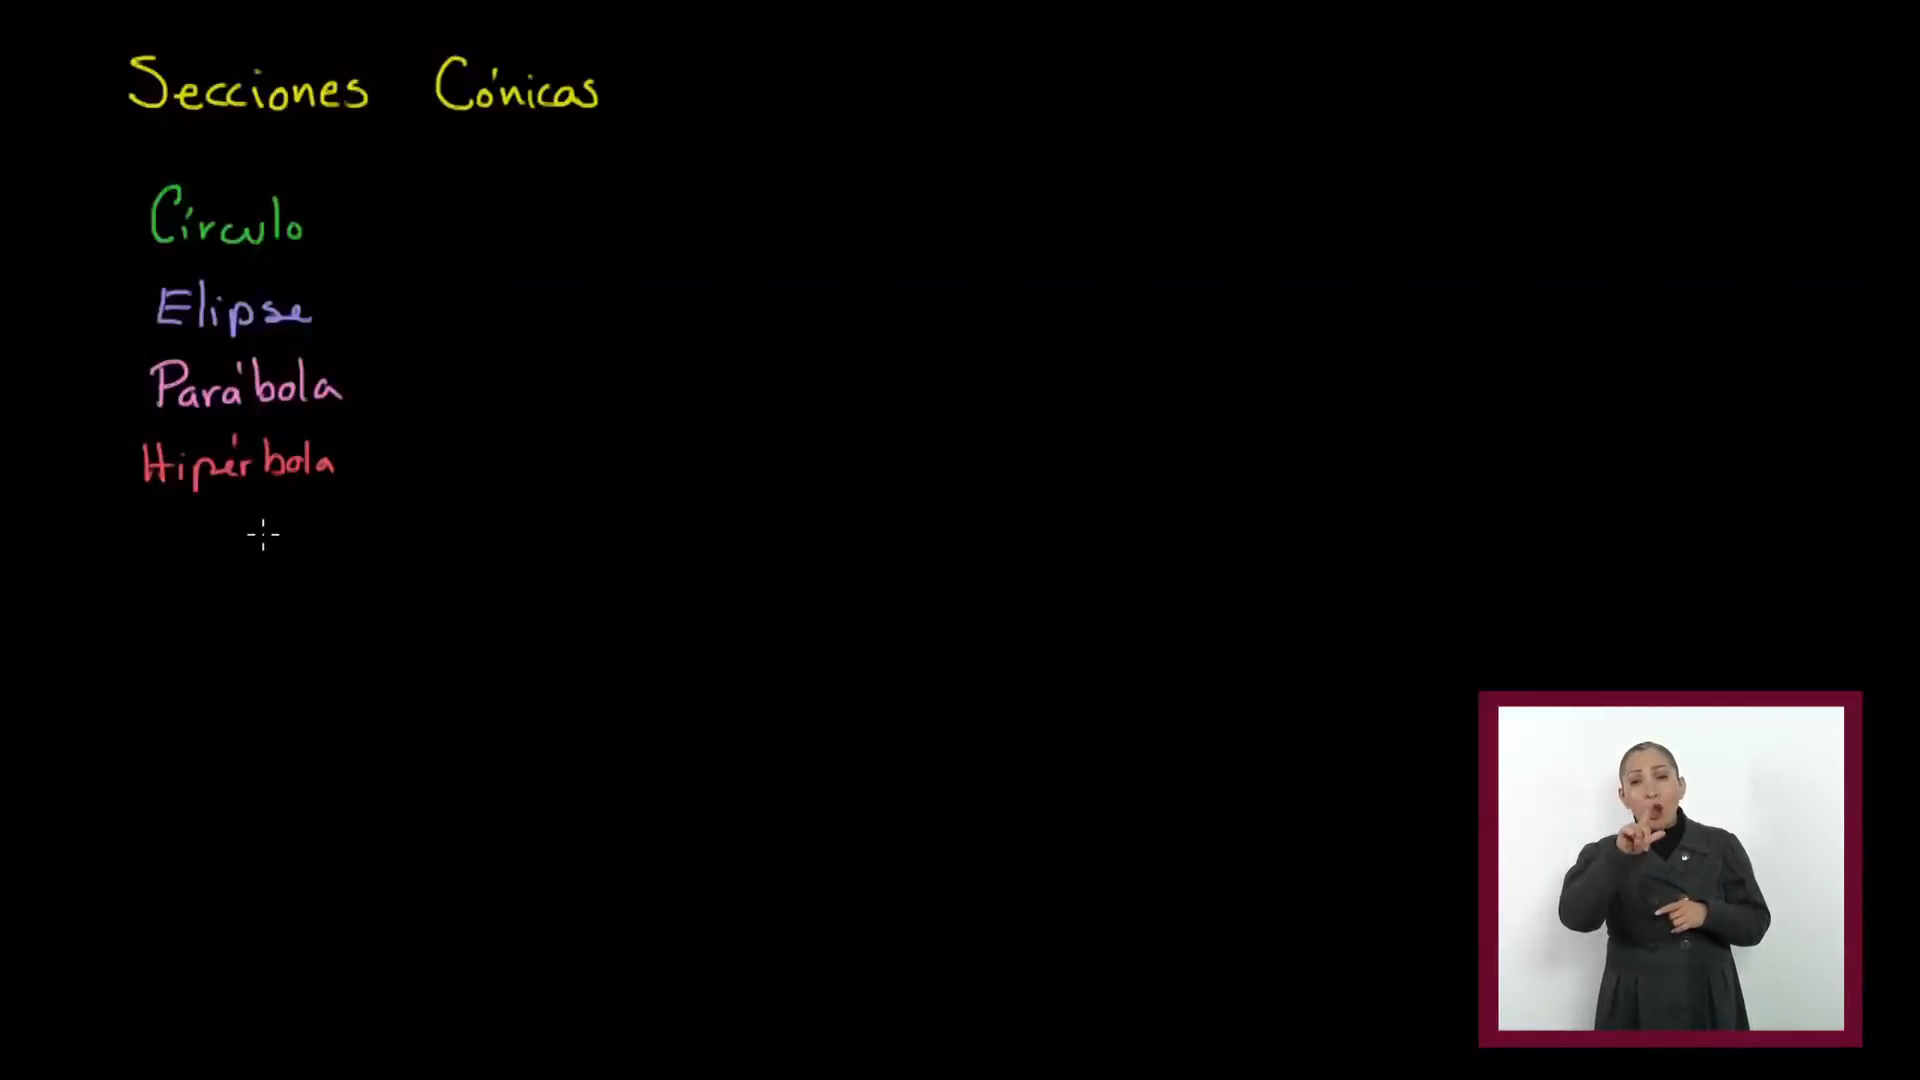 Secciones Cónicas
Círculo
Elipse
Parábola
Hipérbola